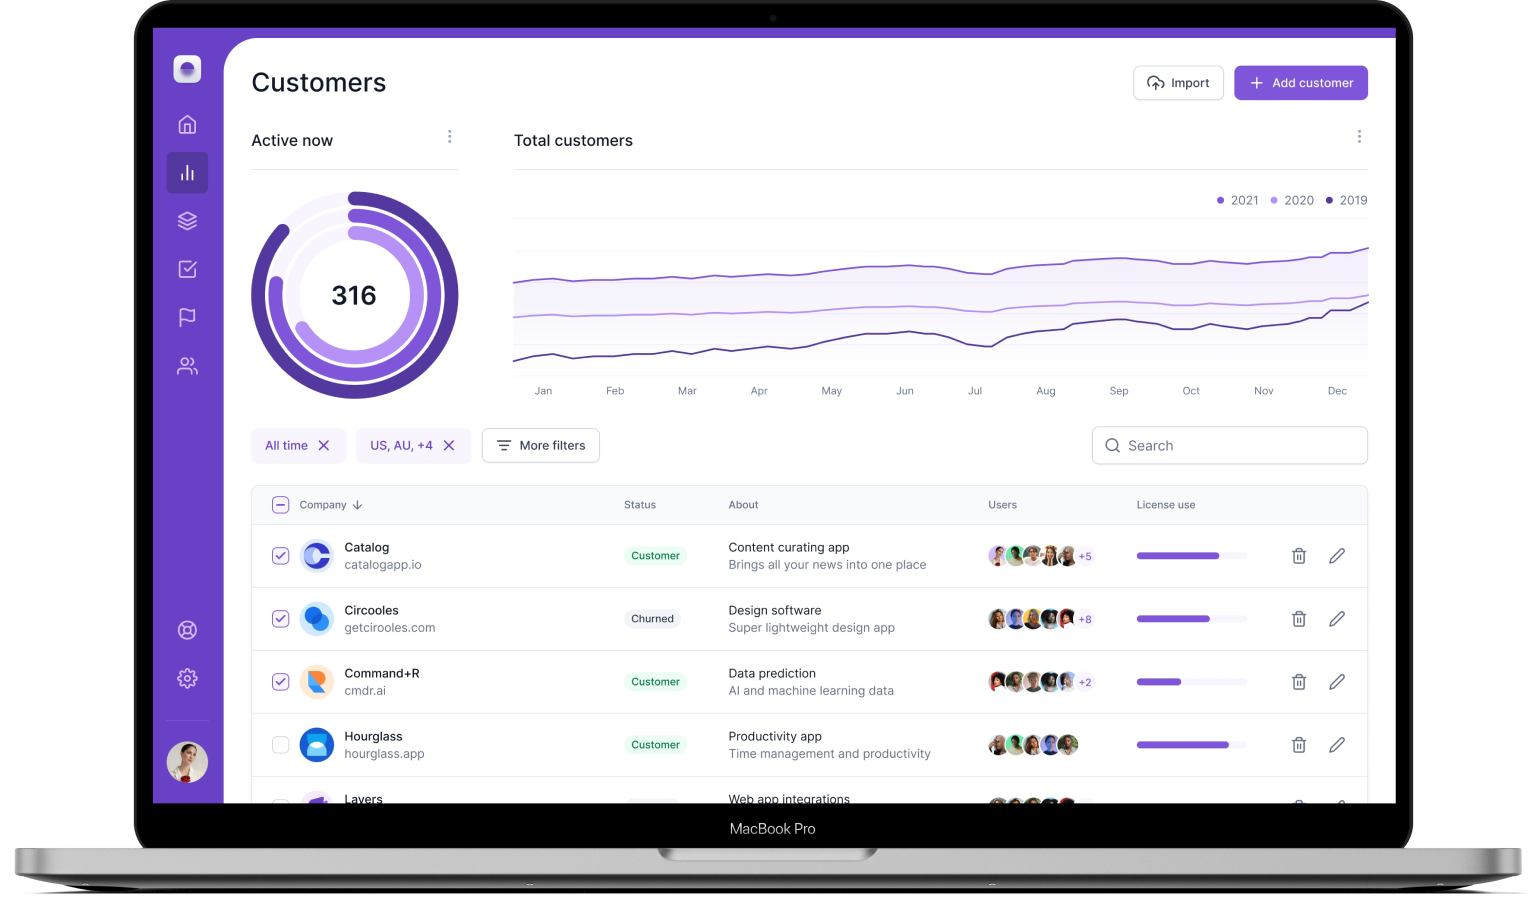 Customers
Import
Add customer
Active now
Total customers
2021 2020 2019
316
Jan Feb Mar Apr May Jun Jul Aug Sep Oct Nov Dec
All time
US, AU, +4
More filters
Search
Company Status About Users License use
Catalog
catalogapp.io
Customer
Content curating app
Brings all your news into one place
+5
Circooles
getcirooles.com
Churned
Design software
Super lightweight design app
+8
Command+R
cmdr.ai
Customer
Data prediction
AI and machine learning data
+2
Hourglass
hourglass.app
Customer
Productivity app
Time management and productivity
Layers
Web app integrations
MacBook Pro